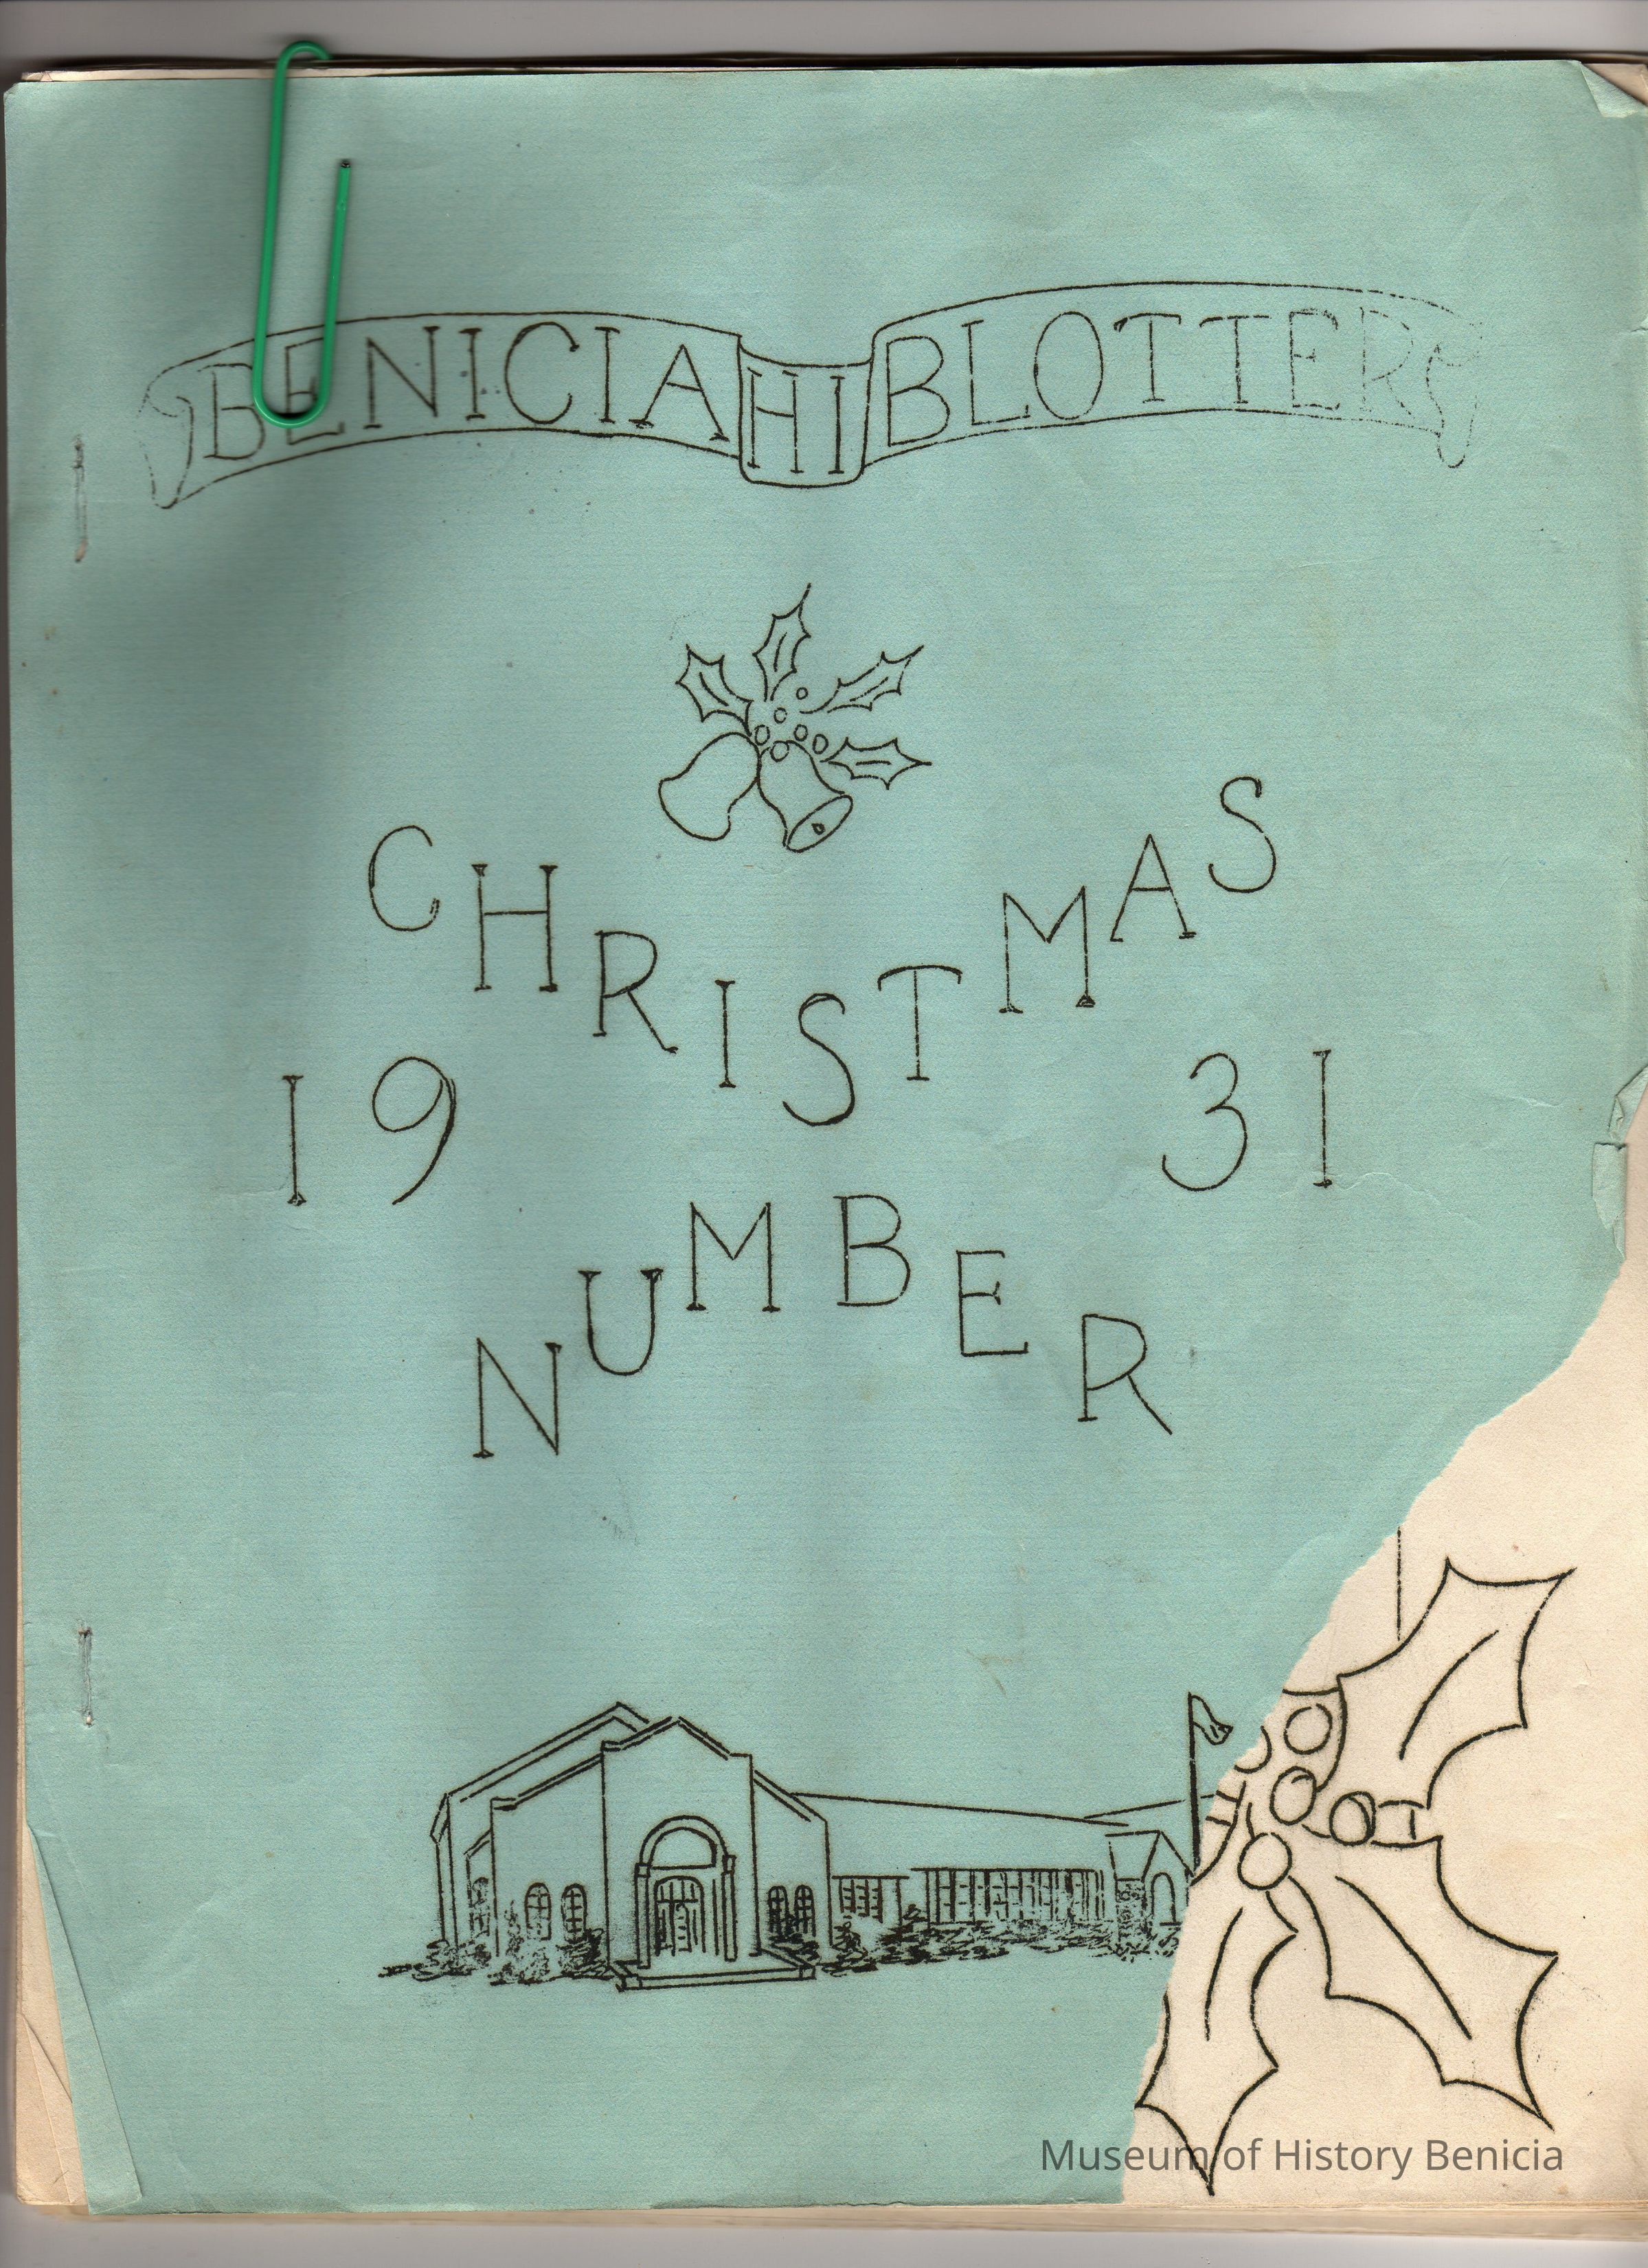 BENICIA HI BLOTTER
CHRISTMAS
19 31
NUMBER
Museum of History Benicia